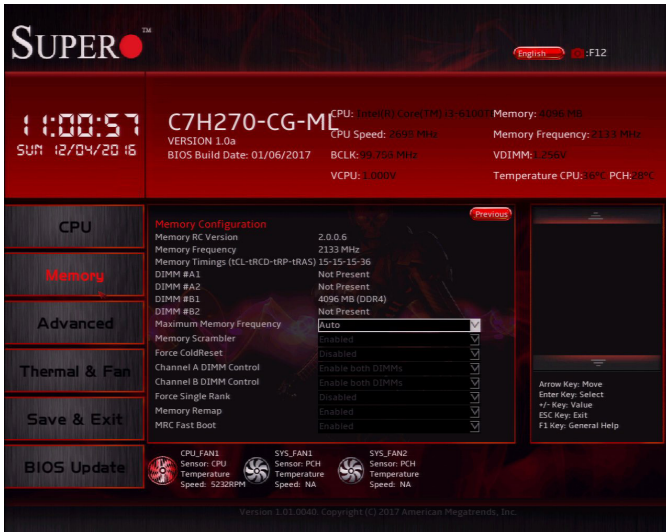 SUPER TM
English :F12
11:00:57
SUN 12/04/2016
C7H270-CG-ML
VERSION 1.0a
BIOS Build Date: 01/06/2017
CPU: Intel(R) Core(TM) i3-6100T
CPU Speed: 2695 MHz
BCLK: 99.768 MHz
VCPU: 1.000V
Memory: 4096 MB
Memory Frequency: 2133 MHz
VDIMM: 1.256V
Temperature CPU:36°C PCH:28°C
CPU
Memory
Advanced
Thermal & Fan
Save & Exit
BIOS Update
Previous
Memory Configuration
Memory RC Version 2.0.0.6
Memory Frequency 2133 MHz
Memory Timings (tCL-tRCD-tRP-tRAS) 15-15-15-36
DIMM #A1 Not Present
DIMM #A2 Not Present
DIMM #B1 4096 MB (DDR4)
DIMM #B2 Not Present
Maximum Memory Frequency Auto
Memory Scrambler Enabled
Force ColdReset Disabled
Channel A DIMM Control Enable both DIMMs
Channel B DIMM Control Enable both DIMMs
Force Single Rank Disabled
Memory Remap Enabled
MRC Fast Boot Enabled
Arrow Key: Move
Enter Key: Select
+/- Key: Value
ESC Key: Exit
F1 Key: General Help
CPU_FAN1
Sensor: CPU
Temperature
Speed: 5232RPM
SYS_FAN1
Sensor: PCH
Temperature
Speed: NA
SYS_FAN2
Sensor: PCH
Temperature
Speed: NA
Version 1.01.0040. Copyright (C) 2017 American Megatrends, Inc.